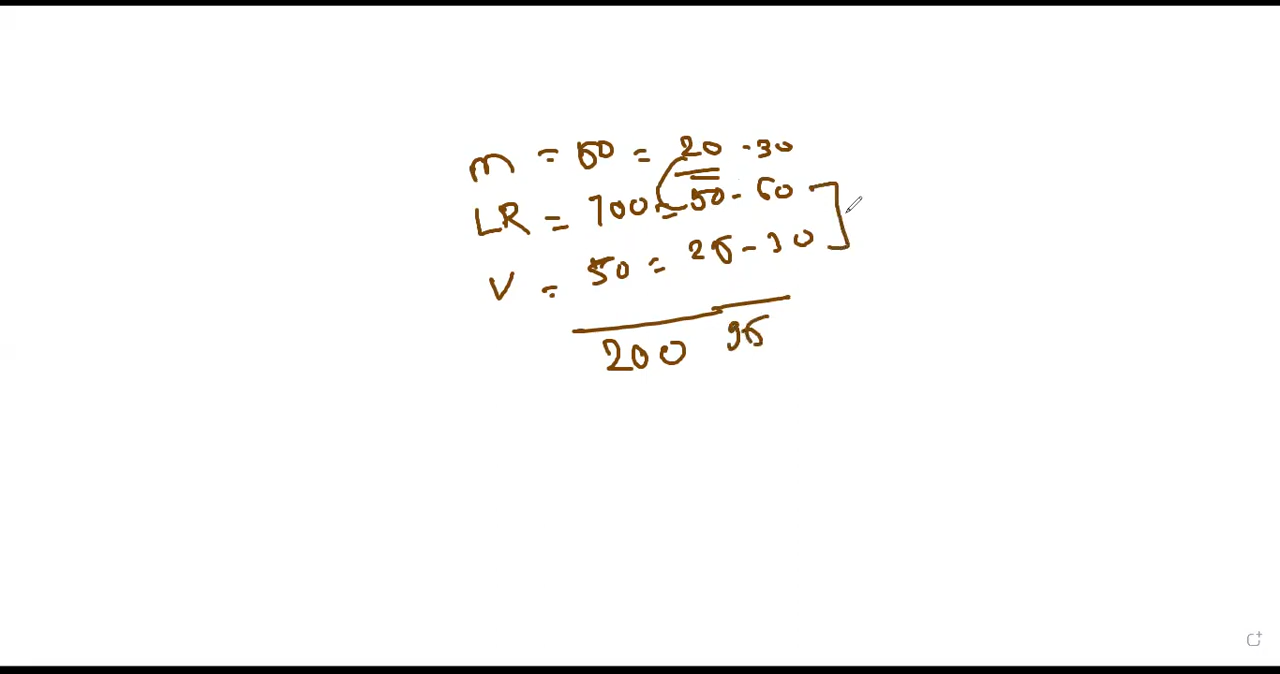 m = 50 = 20 - 30
LR = 100 = 50 - 60
V = 50 = 25 - 30
200 95